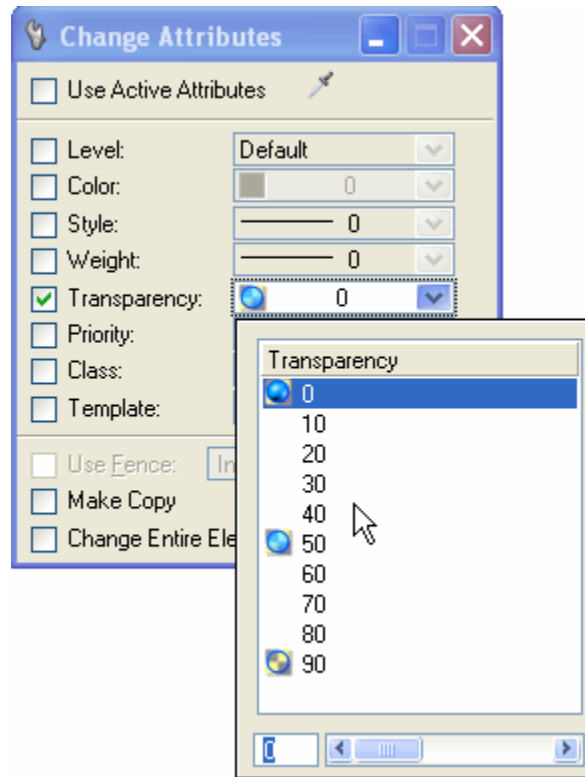 Change Attributes
Use Active Attributes
Level: Default
Color: 0
Style: 0
Weight: 0
Transparency: 0
Priority:
Class:
Template:
Transparency
0
10
20
30
40
50
60
70
80
90
Use Fence: In
Make Copy
Change Entire Ele
0